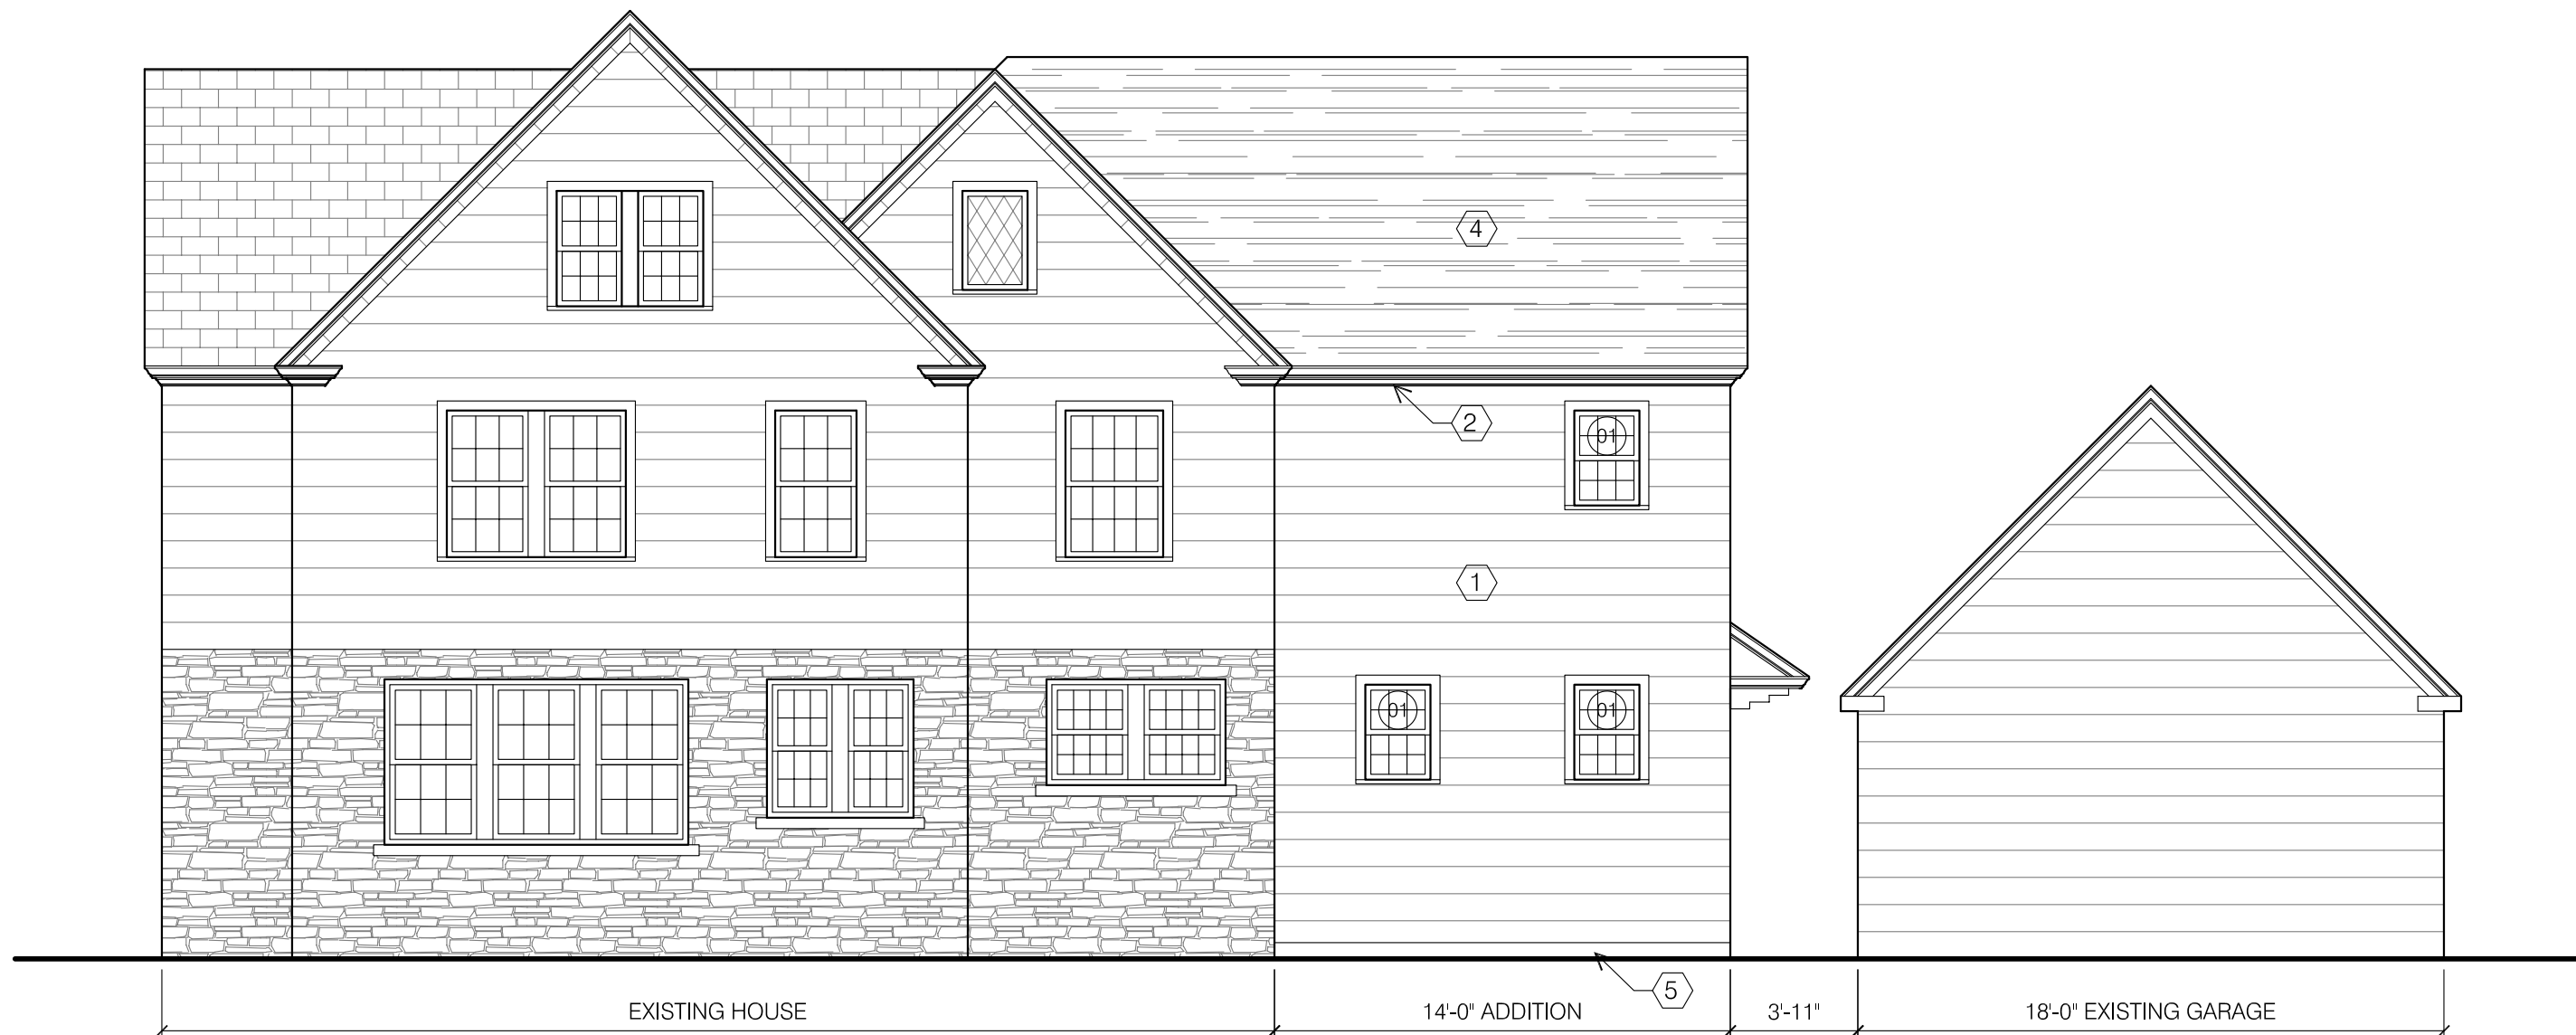 4
2
01
1
01
01
5
EXISTING HOUSE
14'-0" ADDITION
3'-11"
18'-0" EXISTING GARAGE